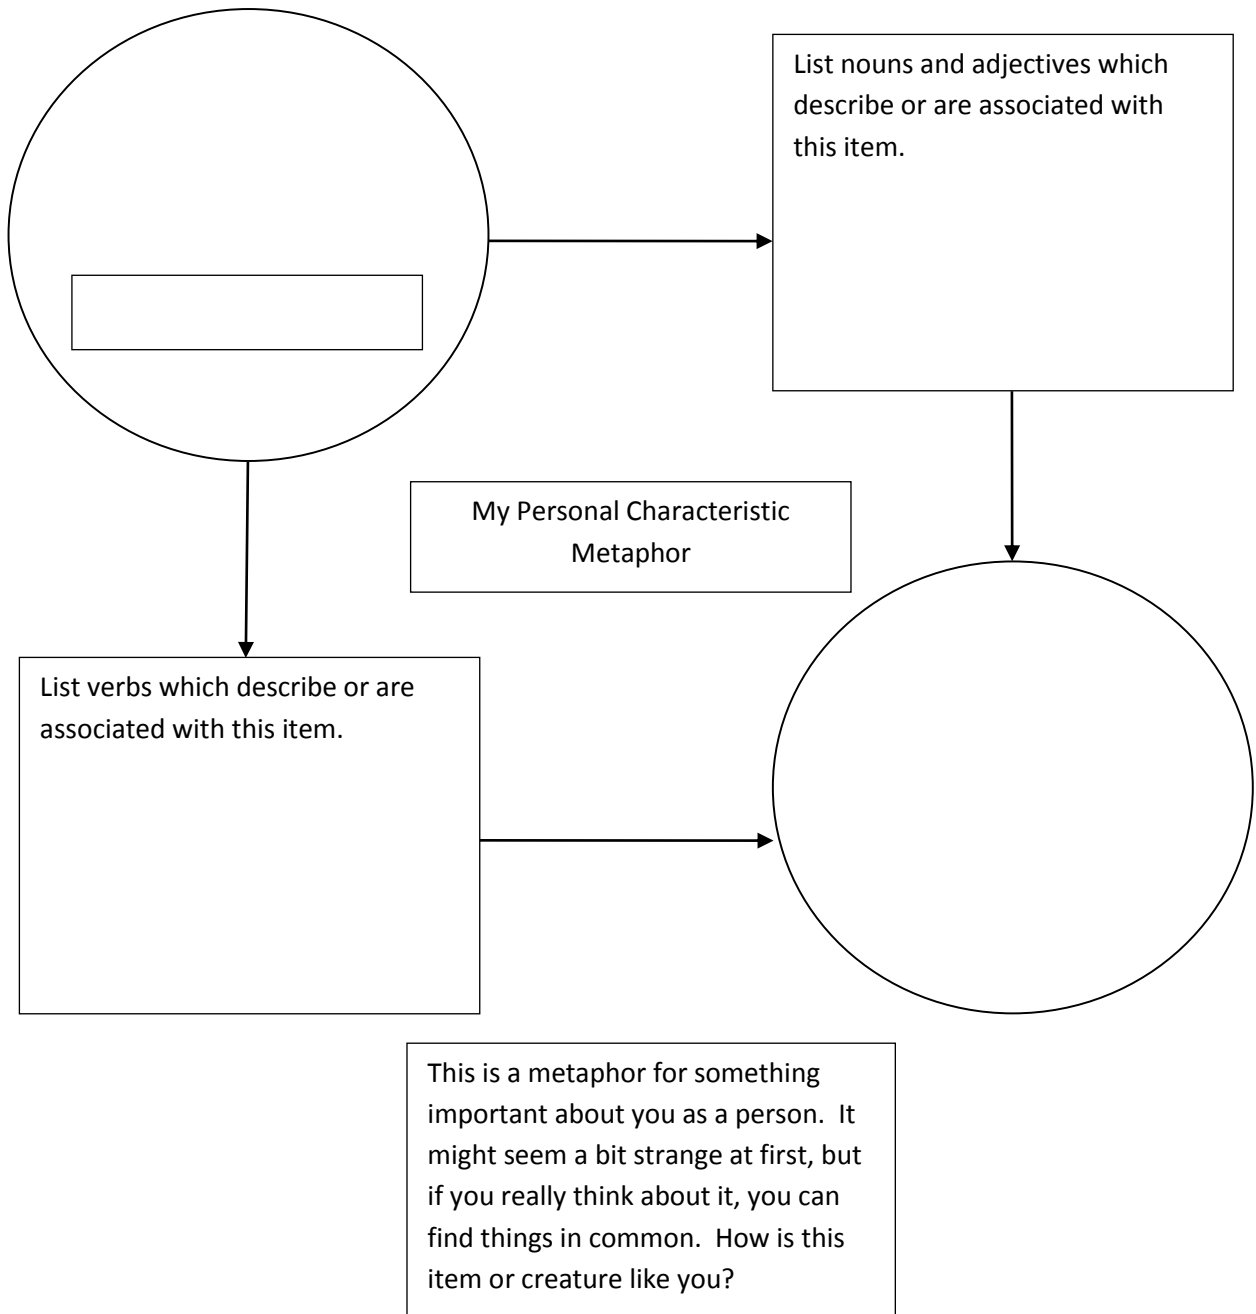 List nouns and adjectives which
describe or are associated with
this item.
My Personal Characteristic
Metaphor
List verbs which describe or are
associated with this item.
This is a metaphor for something
important about you as a person.  It
might seem a bit strange at first, but
if you really think about it, you can
find things in common.  How is this
item or creature like you?